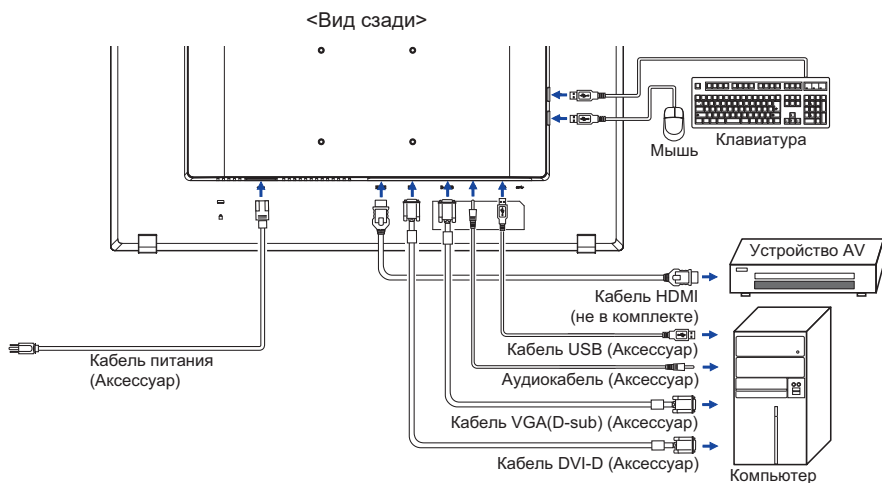 <Вид сзади>
Мышь
Клавиатура
Устройство AV
Кабель HDMI
(не в комплекте)
Кабель USB (Аксессуар)
Кабель питания
(Аксессуар)
Аудиокабель (Аксессуар)
Кабель VGA(D-sub) (Аксессуар)
Кабель DVI-D (Аксессуар)
Компьютер